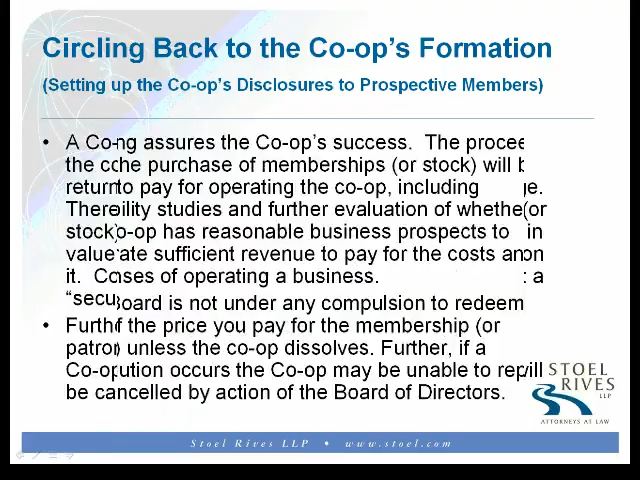 Circling Back to the Co-op's Formation
(Setting up the Co-op's Disclosures to Prospective Members)
• A Co-ng assures the Co-op's success. The procee
the cche purchase of memberships (or stock) will b
returnto pay for operating the co-op, including ge.
Thereility studies and further evaluation of whethe(or
stocko-op has reasonable business prospects to in
valueate sufficient revenue to pay for the costs anon
it. Coses of operating a business. : a
“secuboard is not under any compulsion to redeem
• Furthf the price you pay for the membership (or
patron) unless the co-op dissolves. Further, if a
Co-opution occurs the Co-op may be unable to repvill
be cancelled by action of the Board of Directors.
STOEL
RIVES
LLP
ATTORNEYS AT LAW
Stoel Rives LLP • www.stoel.com